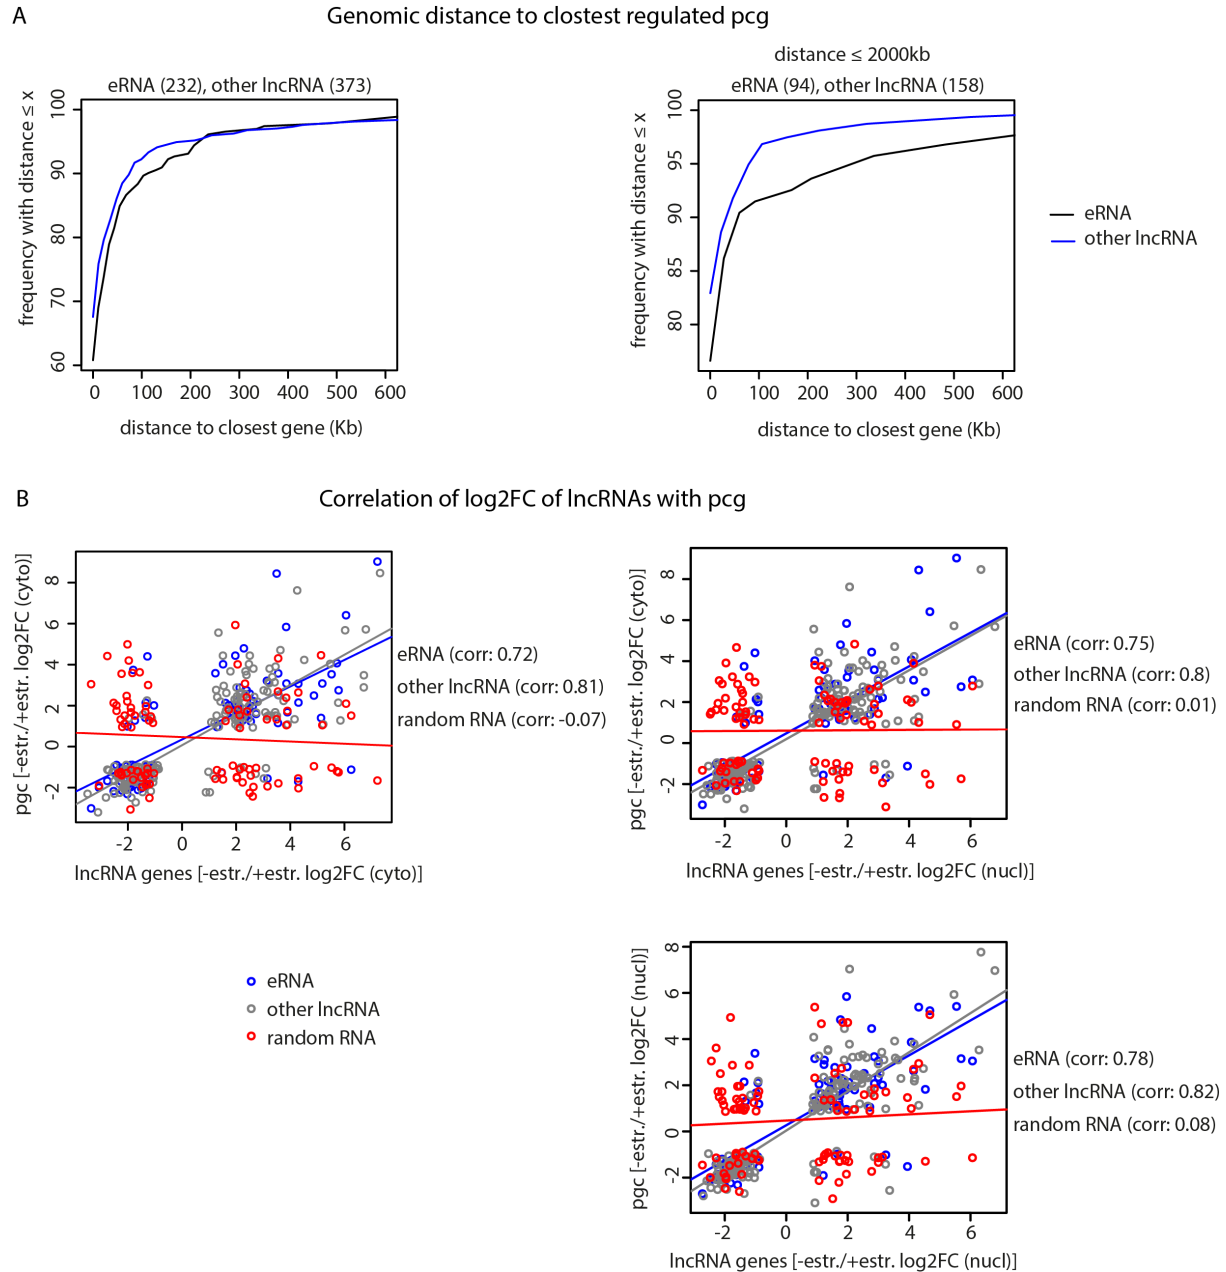 A
Genomic distance to clostest regulated pcg
distance ≤ 2000kb
eRNA (232), other lncRNA (373)
eRNA (94), other lncRNA (158)
frequency with distance ≤ x
60 70 80 90 100
0 100 200 300 400 500 600
distance to closest gene (Kb)
frequency with distance ≤ x
80 85 90 95 100
0 100 200 300 400 500 600
distance to closest gene (Kb)
eRNA
other lncRNA
B
Correlation of log2FC of lncRNAs with pcg
pgc [-estr./+estr. log2FC (cyto)]
-2 0 2 4 6 8
-2 0 2 4 6
lncRNA genes [-estr./+estr. log2FC (cyto)]
eRNA (corr: 0.72)
other lncRNA (corr: 0.81)
random RNA (corr: -0.07)
pgc [-estr./+estr. log2FC (cyto)]
-2 0 2 4 6 8
-2 0 2 4 6
lncRNA genes [-estr./+estr. log2FC (nucl)]
eRNA (corr: 0.75)
other lncRNA (corr: 0.8)
random RNA (corr: 0.01)
eRNA
other lncRNA
random RNA
pgc [-estr./+estr. log2FC (nucl)]
-2 0 2 4 6 8
-2 0 2 4 6
lncRNA genes [-estr./+estr. log2FC (nucl)]
eRNA (corr: 0.78)
other lncRNA (corr: 0.82)
random RNA (corr: 0.08)